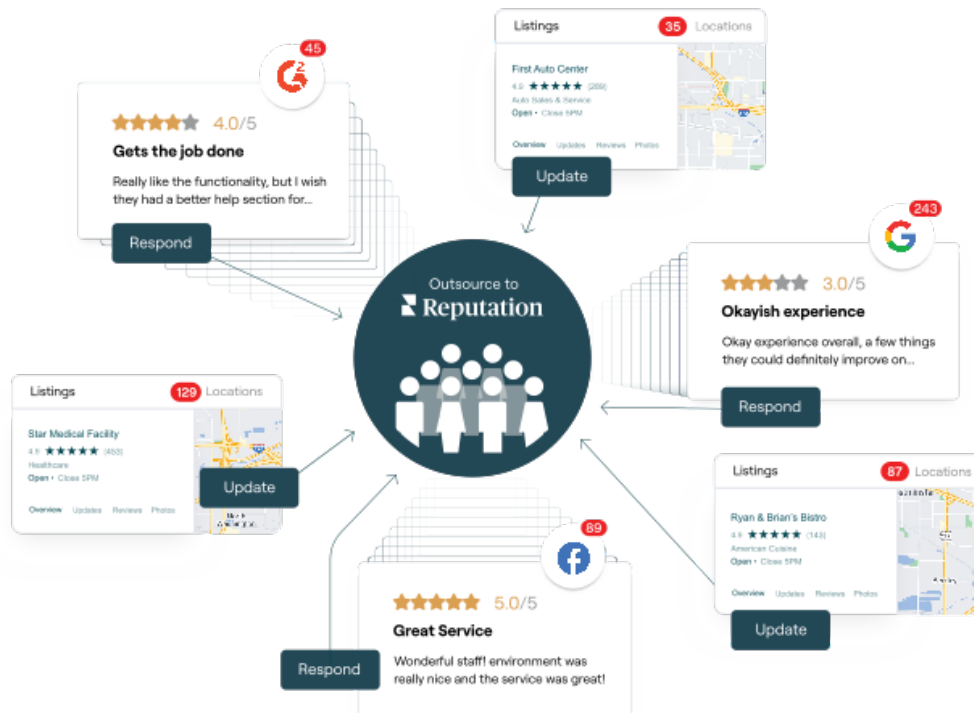 45
4.0/5
Gets the job done
Really like the functionality, but I wish
they had a better help section for...
Respond
Listings
35
Locations
First Auto Center
4.9
(289)
Auto Sales & Service
Open • Close 5PM
Overview Updates Reviews Photos
Update
243
3.0/5
Okayish experience
Okay experience overall, a few things
they could definitely improve on...
Respond
Outsource to
Reputation
Listings
129
Locations
Star Medical Facility
4.9
(453)
Healthcare
Open • Close 5PM
Overview Updates Reviews Photos
Update
Listings
87
Locations
Ryan & Brian's Bistro
4.9
(143)
American Cuisine
Open • Close 5PM
Overview Updates Reviews Photos
Update
89
5.0/5
Great Service
Wonderful staff! environment was
really nice and the service was great!
Respond